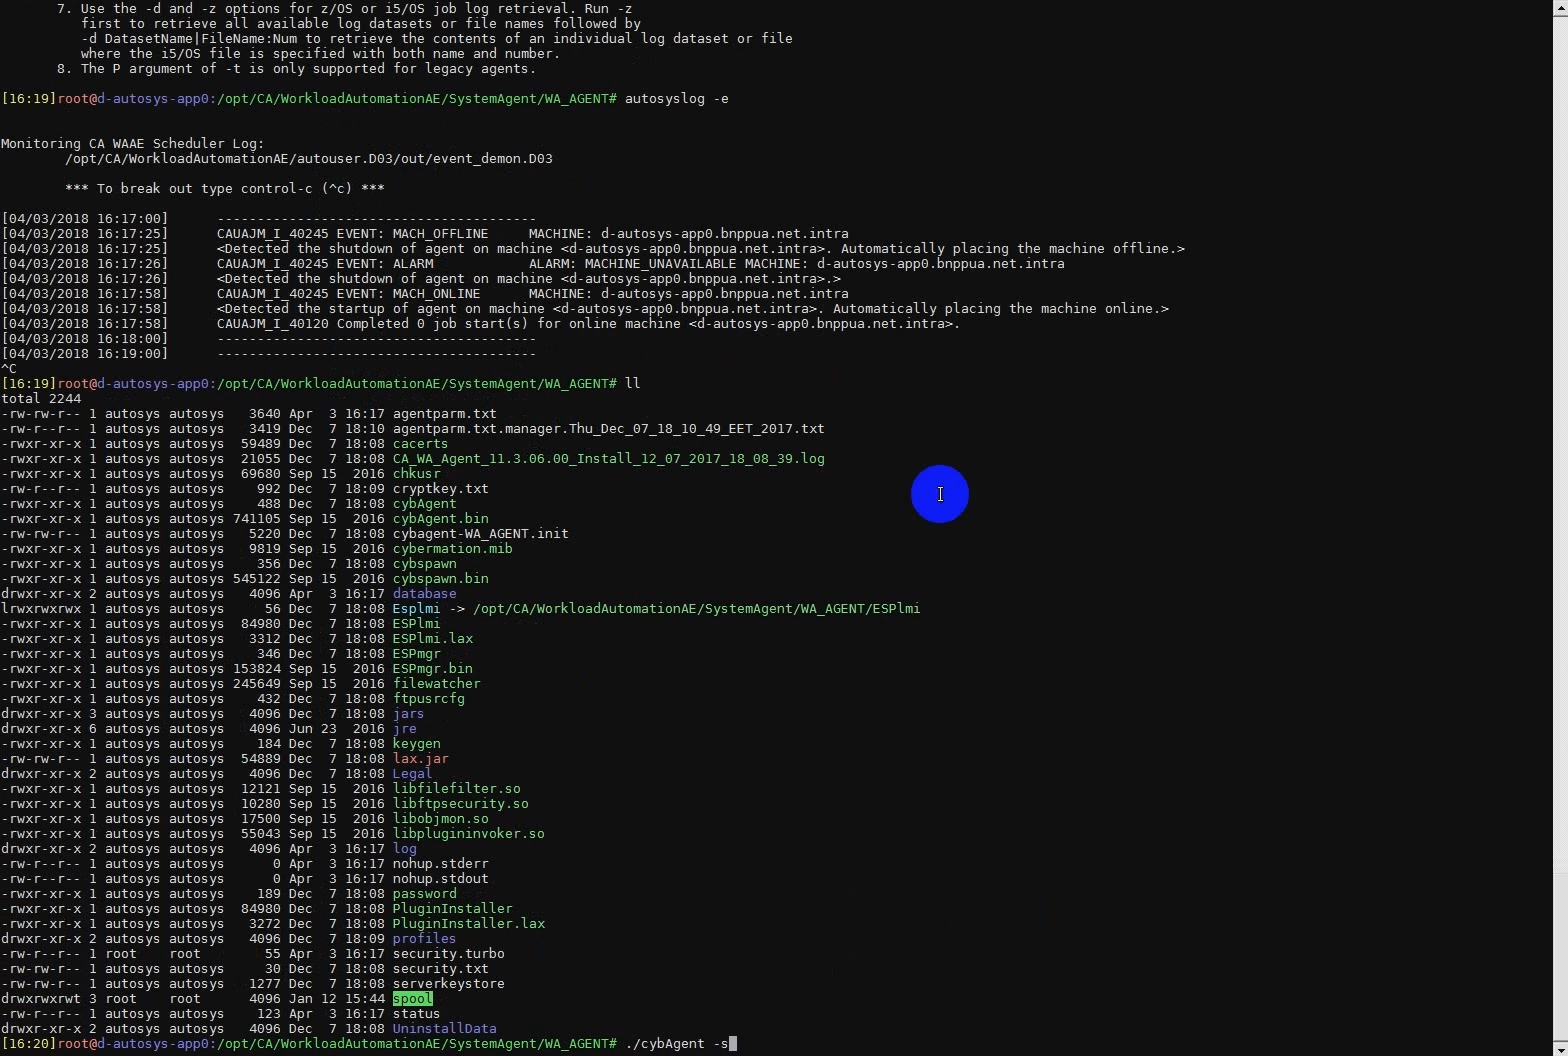 7. Use the -d and -z options for z/OS or i5/OS job log retrieval. Run -z
first to retrieve all available log datasets or file names followed by
-d DatasetName|FileName:Num to retrieve the contents of an individual log dataset or file
where the i5/OS file is specified with both name and number.
8. The P argument of -t is only supported for legacy agents.
[16:19]root@d-autosys-app0:/opt/CA/WorkloadAutomationAE/SystemAgent/WA_AGENT# autosyslog -e
Monitoring CA WAAE Scheduler Log:
/opt/CA/WorkloadAutomationAE/autouser.D03/out/event_demon.D03
*** To break out type control-c (^c) ***
[04/03/2018 16:17:00]      ----------------------------------------
[04/03/2018 16:17:25]      CAUAJM_I_40245 EVENT: MACH_OFFLINE     MACHINE: d-autosys-app0.bnppua.net.intra
[04/03/2018 16:17:25]      <Detected the shutdown of agent on machine <d-autosys-app0.bnppua.net.intra>. Automatically placing the machine offline.>
[04/03/2018 16:17:26]      CAUAJM_I_40245 EVENT: ALARM            ALARM: MACHINE_UNAVAILABLE MACHINE: d-autosys-app0.bnppua.net.intra
[04/03/2018 16:17:26]      <Detected the shutdown of agent on machine <d-autosys-app0.bnppua.net.intra>.>
[04/03/2018 16:17:58]      CAUAJM_I_40245 EVENT: MACH_ONLINE      MACHINE: d-autosys-app0.bnppua.net.intra
[04/03/2018 16:17:58]      <Detected the startup of agent on machine <d-autosys-app0.bnppua.net.intra>. Automatically placing the machine online.>
[04/03/2018 16:17:58]      CAUAJM_I_40120 Completed 0 job start(s) for online machine <d-autosys-app0.bnppua.net.intra>.
[04/03/2018 16:18:00]      ----------------------------------------
[04/03/2018 16:19:00]      ----------------------------------------
^C
[16:19]root@d-autosys-app0:/opt/CA/WorkloadAutomationAE/SystemAgent/WA_AGENT# ll
total 2244
-rw-rw-r-- 1 autosys autosys   3640 Apr  3 16:17 agentparm.txt
-rw-r--r-- 1 autosys autosys   3419 Dec  7 18:10 agentparm.txt.manager.Thu_Dec_07_18_10_49_EET_2017.txt
-rwxr-xr-x 1 autosys autosys  59489 Dec  7 18:08 cacerts
-rwxr-xr-x 1 autosys autosys  21055 Dec  7 18:08 CA_WA_Agent_11.3.06.00_Install_12_07_2017_18_08_39.log
-rwxr-xr-x 1 autosys autosys  69680 Sep 15  2016 chkusr
-rw-r--r-- 1 autosys autosys    992 Dec  7 18:09 cryptkey.txt
-rwxr-xr-x 1 autosys autosys    488 Dec  7 18:08 cybAgent
-rwxr-xr-x 1 autosys autosys 741105 Sep 15  2016 cybAgent.bin
-rw-rw-r-- 1 autosys autosys   5220 Dec  7 18:08 cybagent-WA_AGENT.init
-rwxr-xr-x 1 autosys autosys   9819 Sep 15  2016 cybermation.mib
-rwxr-xr-x 1 autosys autosys    356 Dec  7 18:08 cybspawn
-rwxr-xr-x 1 autosys autosys 545122 Sep 15  2016 cybspawn.bin
drwxr-xr-x 2 autosys autosys   4096 Apr  3 16:17 database
lrwxrwxrwx 1 autosys autosys     56 Dec  7 18:08 Esplmi -> /opt/CA/WorkloadAutomationAE/SystemAgent/WA_AGENT/ESPlmi
-rwxr-xr-x 1 autosys autosys  84980 Dec  7 18:08 ESPlmi
-rwxr-xr-x 1 autosys autosys   3312 Dec  7 18:08 ESPlmi.lax
-rwxr-xr-x 1 autosys autosys    346 Dec  7 18:08 ESPmgr
-rwxr-xr-x 1 autosys autosys 153824 Sep 15  2016 ESPmgr.bin
-rwxr-xr-x 1 autosys autosys 245649 Sep 15  2016 filewatcher
-rwxr-xr-x 1 autosys autosys    432 Dec  7 18:08 ftpusrcfg
drwxr-xr-x 3 autosys autosys   4096 Dec  7 18:08 jars
drwxr-xr-x 6 autosys autosys   4096 Jun 23  2016 jre
-rwxr-xr-x 1 autosys autosys    184 Dec  7 18:08 keygen
-rw-rw-r-- 1 autosys autosys  54889 Dec  7 18:08 lax.jar
drwxr-xr-x 2 autosys autosys   4096 Dec  7 18:08 Legal
-rwxr-xr-x 1 autosys autosys  12121 Sep 15  2016 libfilefilter.so
-rwxr-xr-x 1 autosys autosys  10280 Sep 15  2016 libftpsecurity.so
-rwxr-xr-x 1 autosys autosys  17500 Sep 15  2016 libobjmon.so
-rwxr-xr-x 1 autosys autosys  55043 Sep 15  2016 libplugininvoker.so
drwxr-xr-x 2 autosys autosys   4096 Apr  3 16:17 log
-rw-r--r-- 1 autosys autosys      0 Apr  3 16:17 nohup.stderr
-rw-r--r-- 1 autosys autosys      0 Apr  3 16:17 nohup.stdout
-rwxr-xr-x 1 autosys autosys    189 Dec  7 18:08 password
-rwxr-xr-x 1 autosys autosys  84980 Dec  7 18:08 PluginInstaller
-rwxr-xr-x 1 autosys autosys   3272 Dec  7 18:08 PluginInstaller.lax
drwxr-xr-x 2 autosys autosys   4096 Dec  7 18:09 profiles
-rw-r--r-- 1 root    root        55 Apr  3 16:17 security.turbo
-rw-rw-r-- 1 autosys autosys     30 Dec  7 18:08 security.txt
-rw-rw-r-- 1 autosys autosys   1277 Dec  7 18:08 serverkeystore
drwxrwxrwt 3 root    root      4096 Jan 12 15:44 spool
-rw-r--r-- 1 autosys autosys    123 Apr  3 16:17 status
drwxr-xr-x 2 autosys autosys   4096 Dec  7 18:08 UninstallData
[16:20]root@d-autosys-app0:/opt/CA/WorkloadAutomationAE/SystemAgent/WA_AGENT# ./cybAgent -s